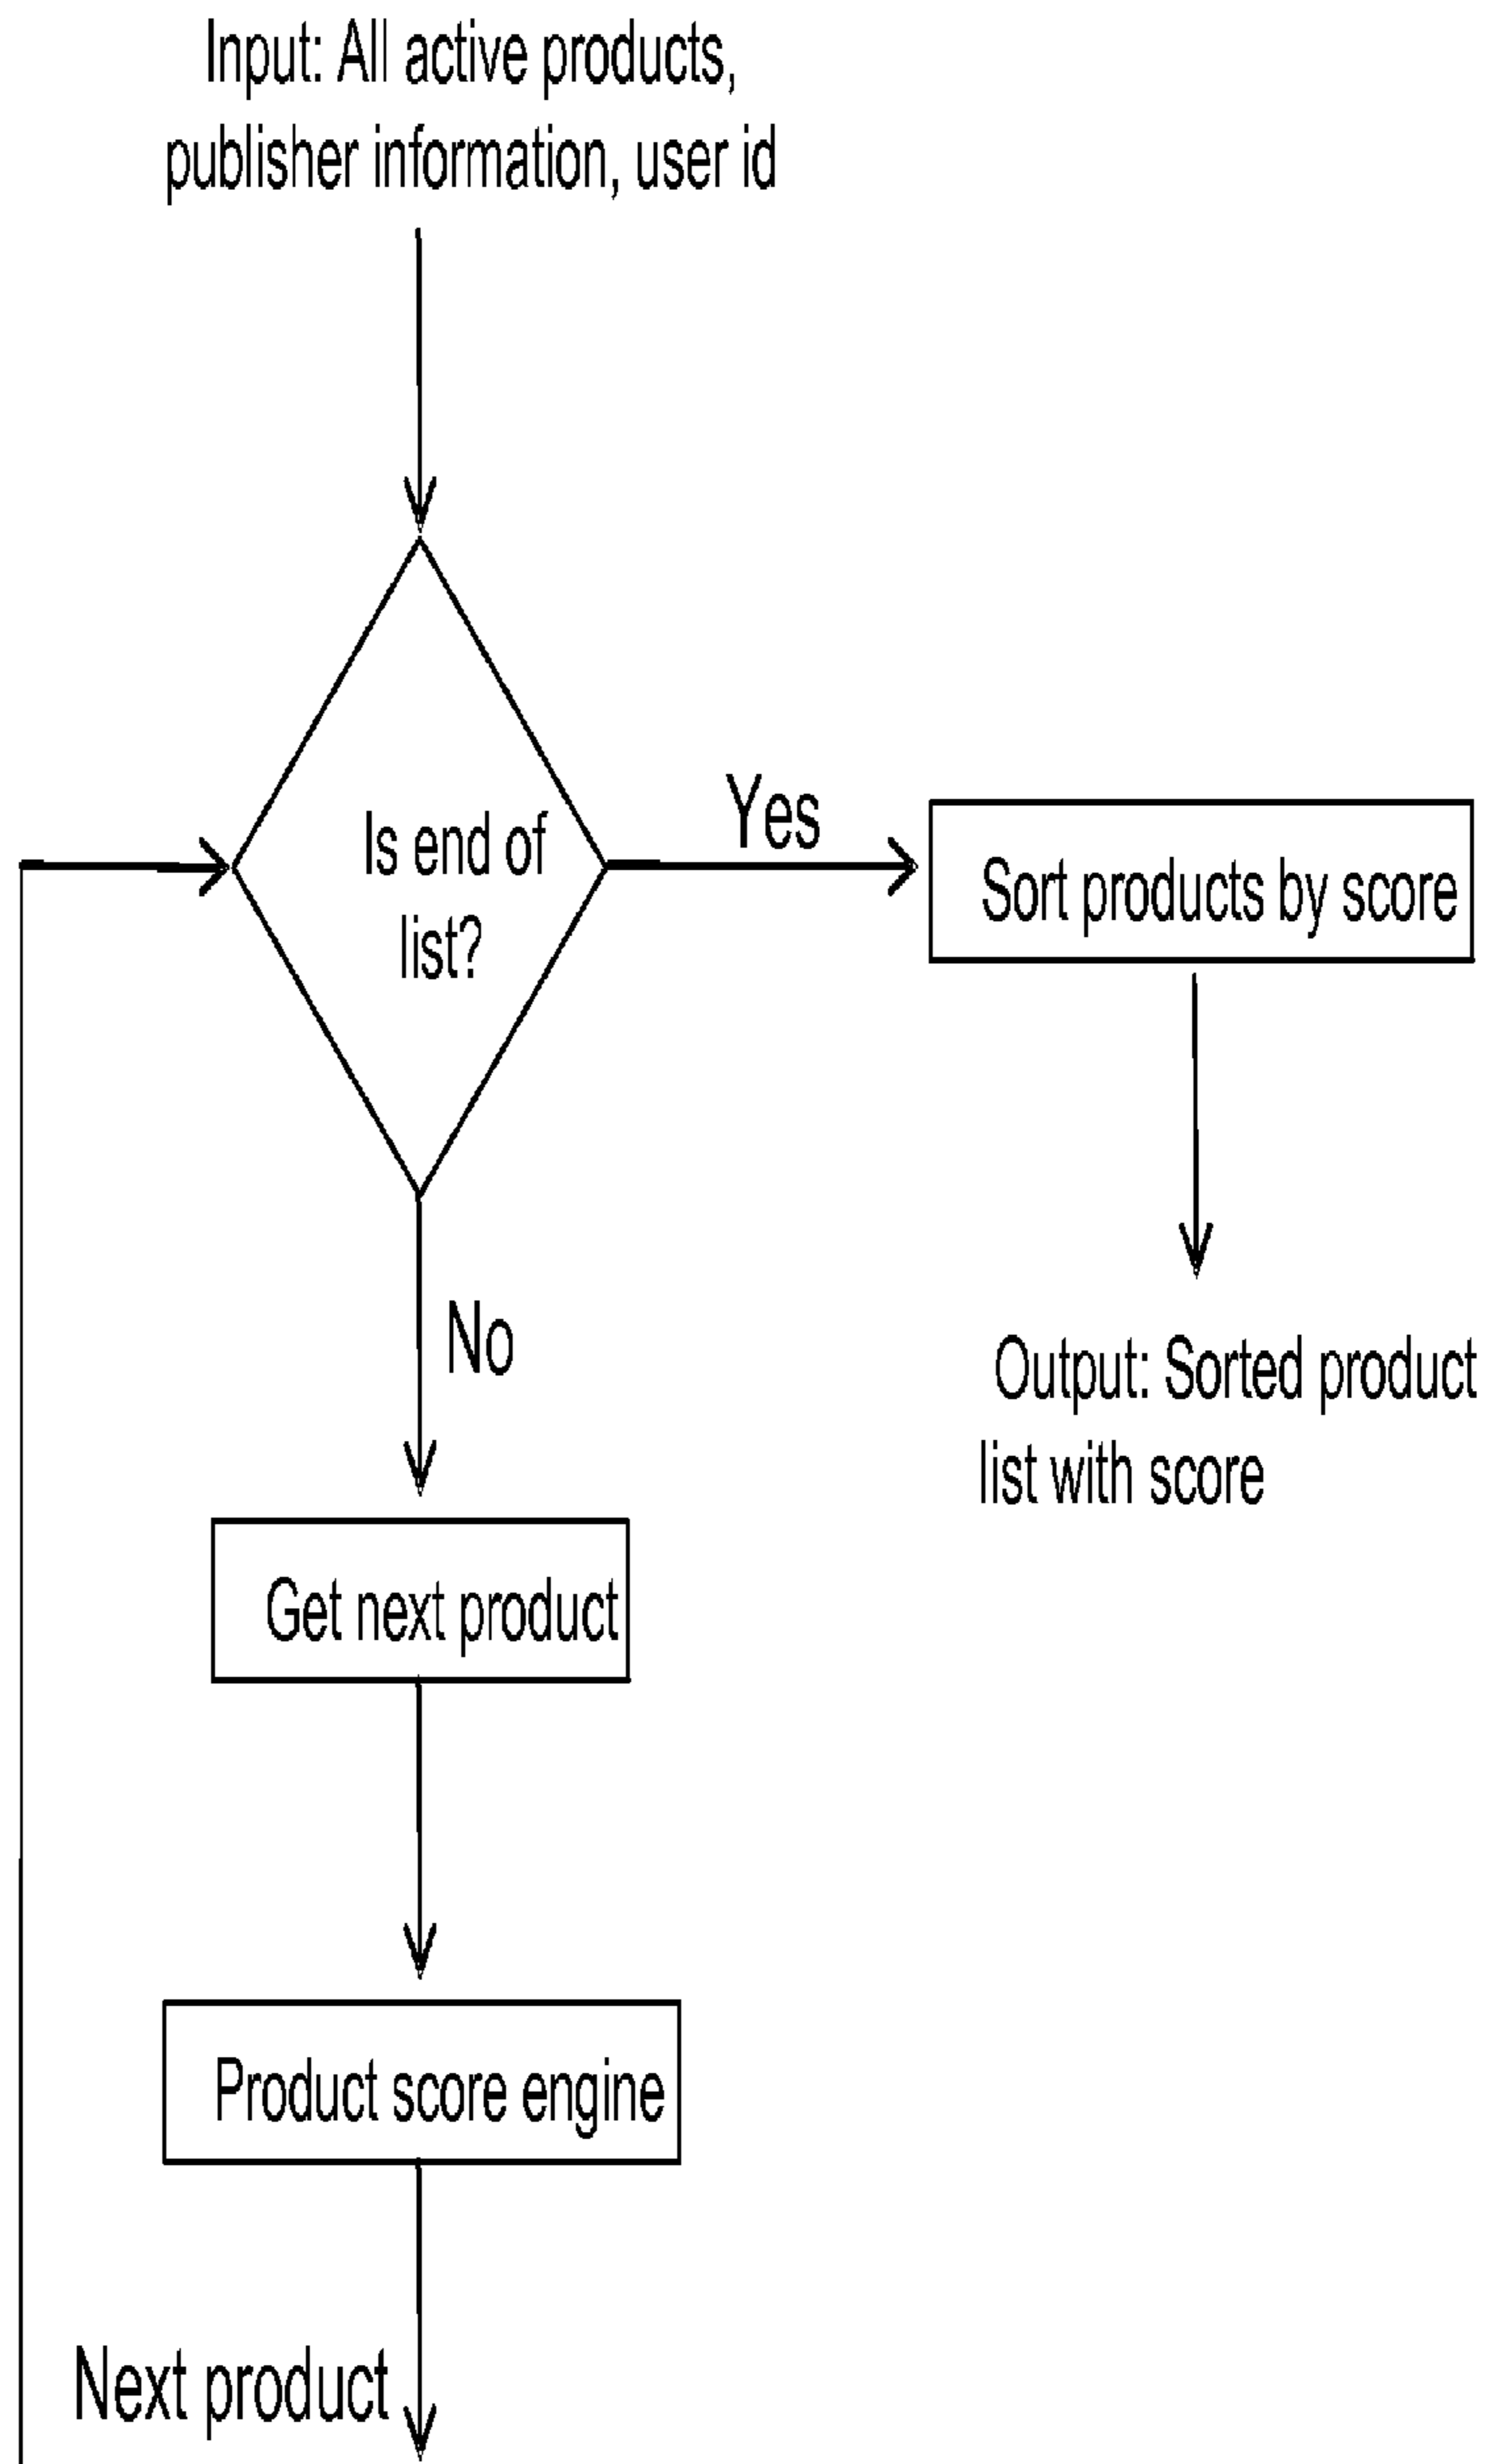 Input: All active products,
publisher information, user id
Is end of
list?
Yes
Sort products by score
No
Output: Sorted product
list with score
Get next product
Product score engine
Next product